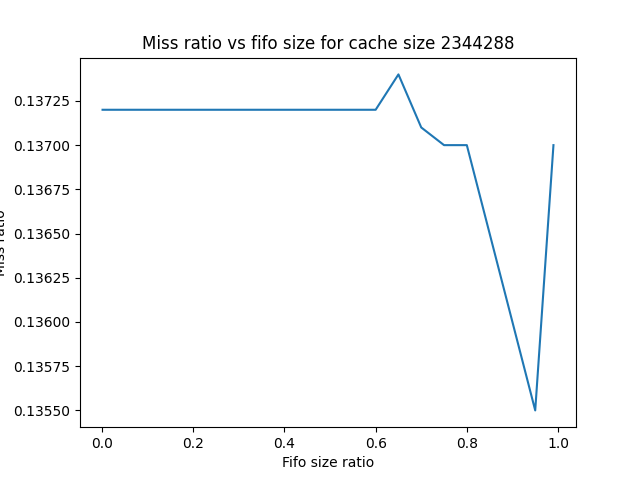 Miss ratio vs fifo size for cache size 2344288
0.13725
0.13700
0.13675
0.13650
0.13625
0.13600
0.13575
0.13550
Miss ratio
0.0 0.2 0.4 0.6 0.8 1.0
Fifo size ratio